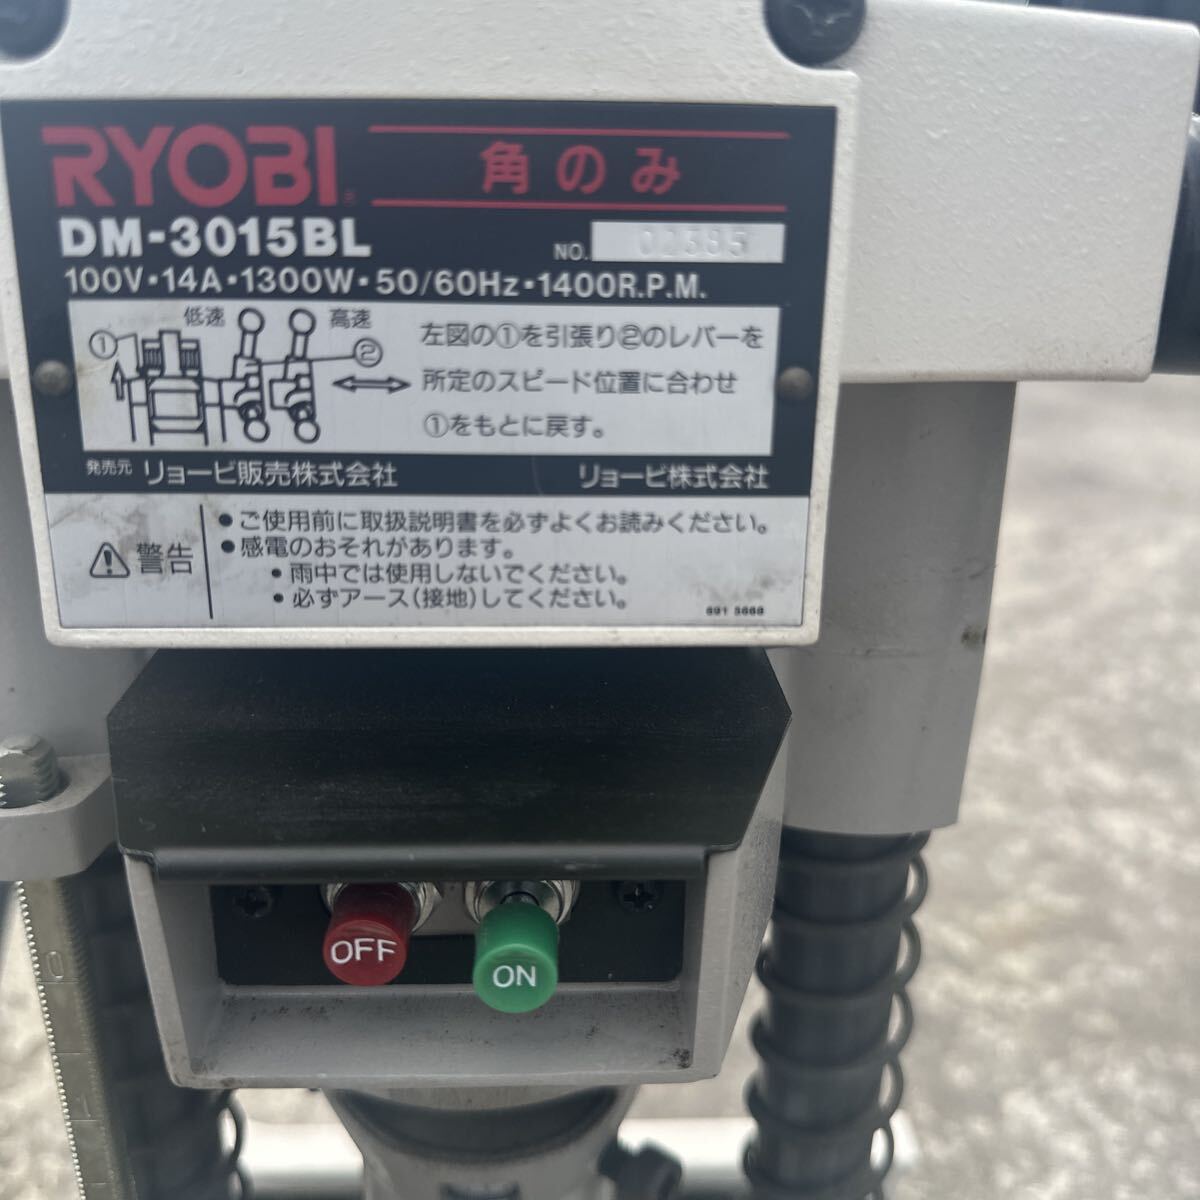 RYOBI® 角のみ
DM-3015BL NO. 02385
100V・14A・1300W・50/60Hz・1400R.P.M.
低速 高速
① ②
左図の①を引張り②のレバーを
所定のスピード位置に合わせ
①をもとに戻す。
発売元 リョービ販売株式会社 リョービ株式会社
警告
●ご使用前に取扱説明書を必ずよくお読みください。
●感電のおそれがあります。
●雨中では使用しないでください。
●必ずアース(接地)してください。
891 3668
OFF
ON
0
1